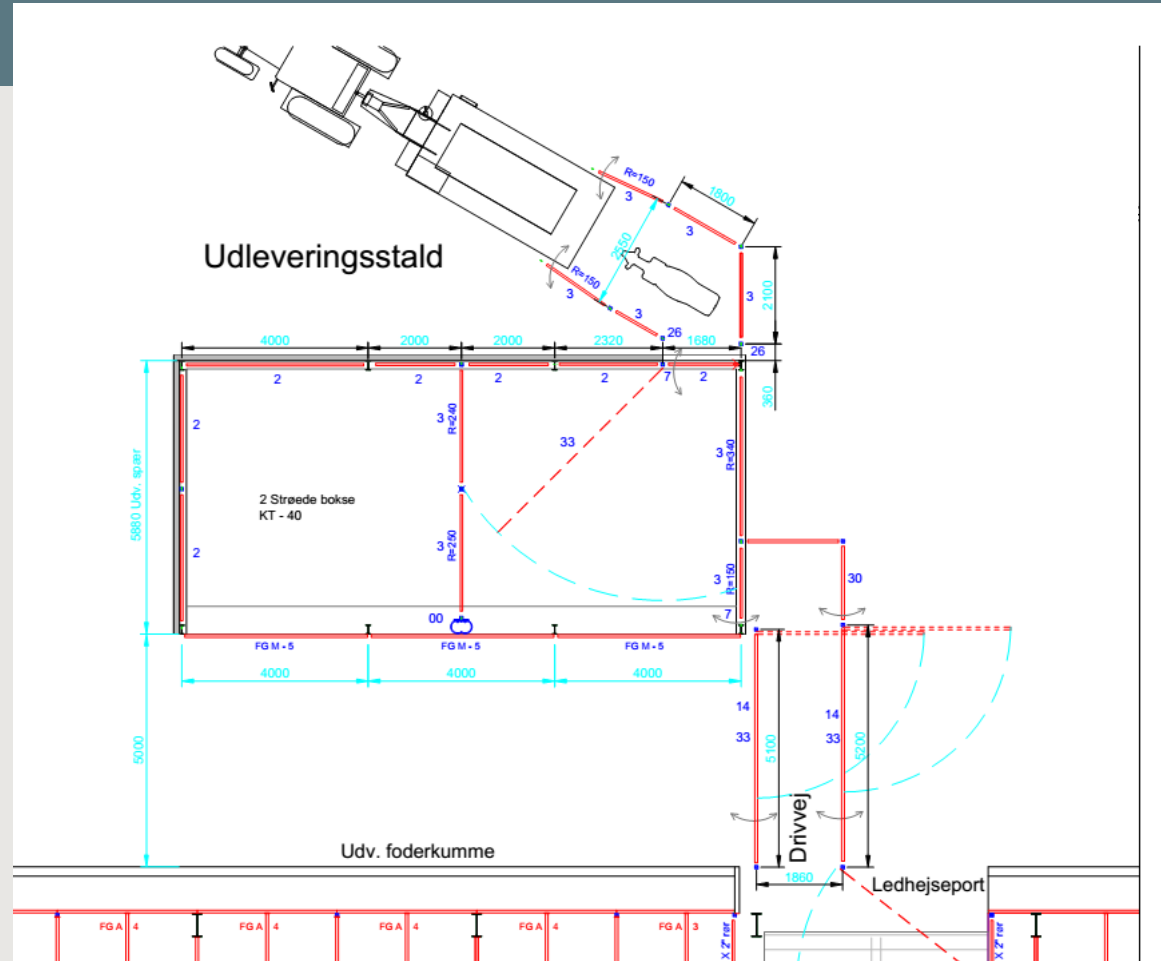 R=150
3
1800
3
2550
Udleveringsstald
R=150
3
3
3
2100
26
26
4000
2000
2000
2320
1680
2
2
2
2
7
2
360
2
3
R=240
33
3
R=340
5880 Udv. spær
2 Strøede bokse
KT - 40
2
3
R=250
3
R=150
30
00
7
FG M - 5
FG M - 5
FG M - 5
4000
4000
4000
14
33
14
33
5000
5100
5200
Drivvej
Udv. foderkumme
1860
Ledhejseport
FG A 4
FG A 4
FG A 4
FG A 4
FG A 3
X 2" rør
X 2" rør